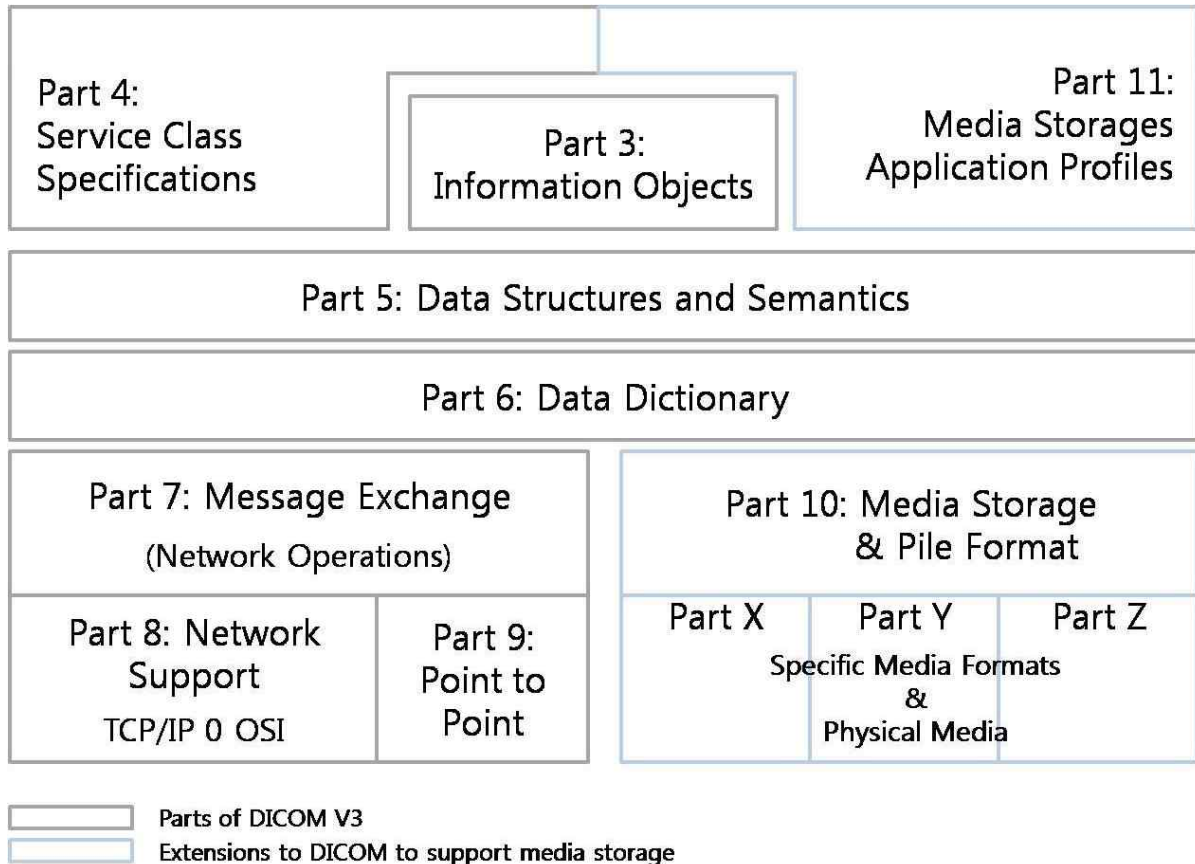 Part 4:
Service Class
Specifications
Part 3:
Information Objects
Part 11:
Media Storages
Application Profiles
Part 5: Data Structures and Semantics
Part 6: Data Dictionary
Part 7: Message Exchange
(Network Operations)
Part 8: Network
Support
TCP/IP 0 OSI
Part 9:
Point to
Point
Part 10: Media Storage
& Pile Format
Part X
Part Y
Part Z
Specific Media Formats
&
Physical Media
Parts of DICOM V3
Extensions to DICOM to support media storage